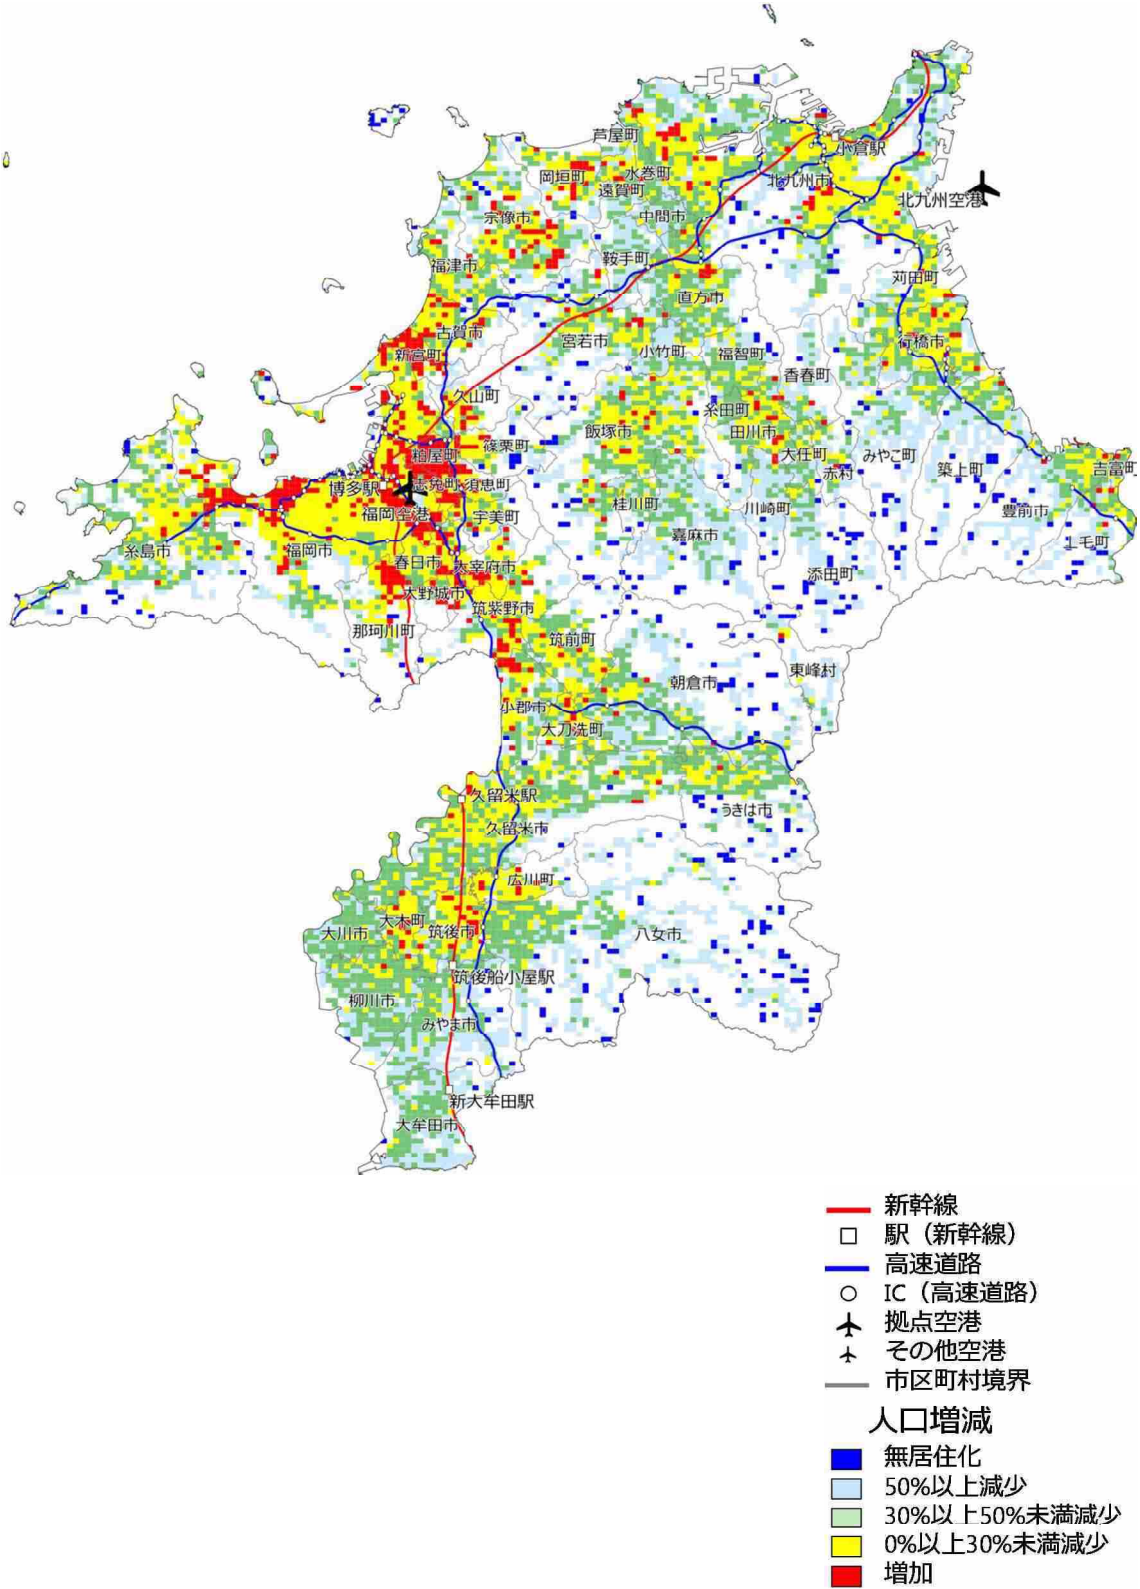 芦屋町
小倉駅
岡垣町
水巻町
遠賀町
北九州市
北九州空港
宗像市
中間市
鞍手町
福津市
苅田町
直方市
古賀市
新宮町
宮若市
小竹町
福智町
行橋市
香春町
久山町
糸田町
飯塚市
田川市
篠栗町
粕屋町
大任町
みやこ町
赤村
築上町
吉富町
博多駅
志免町
須恵町
福岡空港
宇美町
桂川町
川崎町
豊前市
嘉麻市
上毛町
糸島市
福岡市
春日市
太宰府市
添田町
大野城市
筑紫野市
那珂川町
筑前町
東峰村
朝倉市
小郡市
大刀洗町
久留米駅
うきは市
久留米市
広川町
大木町
大川市
筑後市
八女市
筑後船小屋駅
柳川市
みやま市
新大牟田駅
大牟田市
新幹線
駅（新幹線）
高速道路
IC（高速道路）
拠点空港
その他空港
市区町村境界
人口増減
無居住化
50%以上減少
30%以上50%未満減少
0%以上30%未満減少
増加